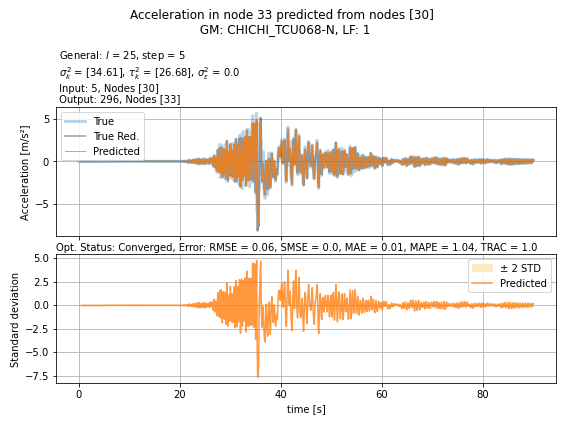 Acceleration in node 33 predicted from nodes [30]
GM: CHICHI_TCU068-N, LF: 1
General: l = 25, step = 5
σ²ₖ = [34.61], τ²ₖ = [26.68], σ²_ε = 0.0
Input: 5, Nodes [30]
Output: 296, Nodes [33]
Acceleration [m/s²]
5
0
−5
True
True Red.
Predicted
Opt. Status: Converged, Error: RMSE = 0.06, SMSE = 0.0, MAE = 0.01, MAPE = 1.04, TRAC = 1.0
Standard deviation
5.0
2.5
0.0
−2.5
−5.0
−7.5
± 2 STD
Predicted
0 20 40 60 80
time [s]